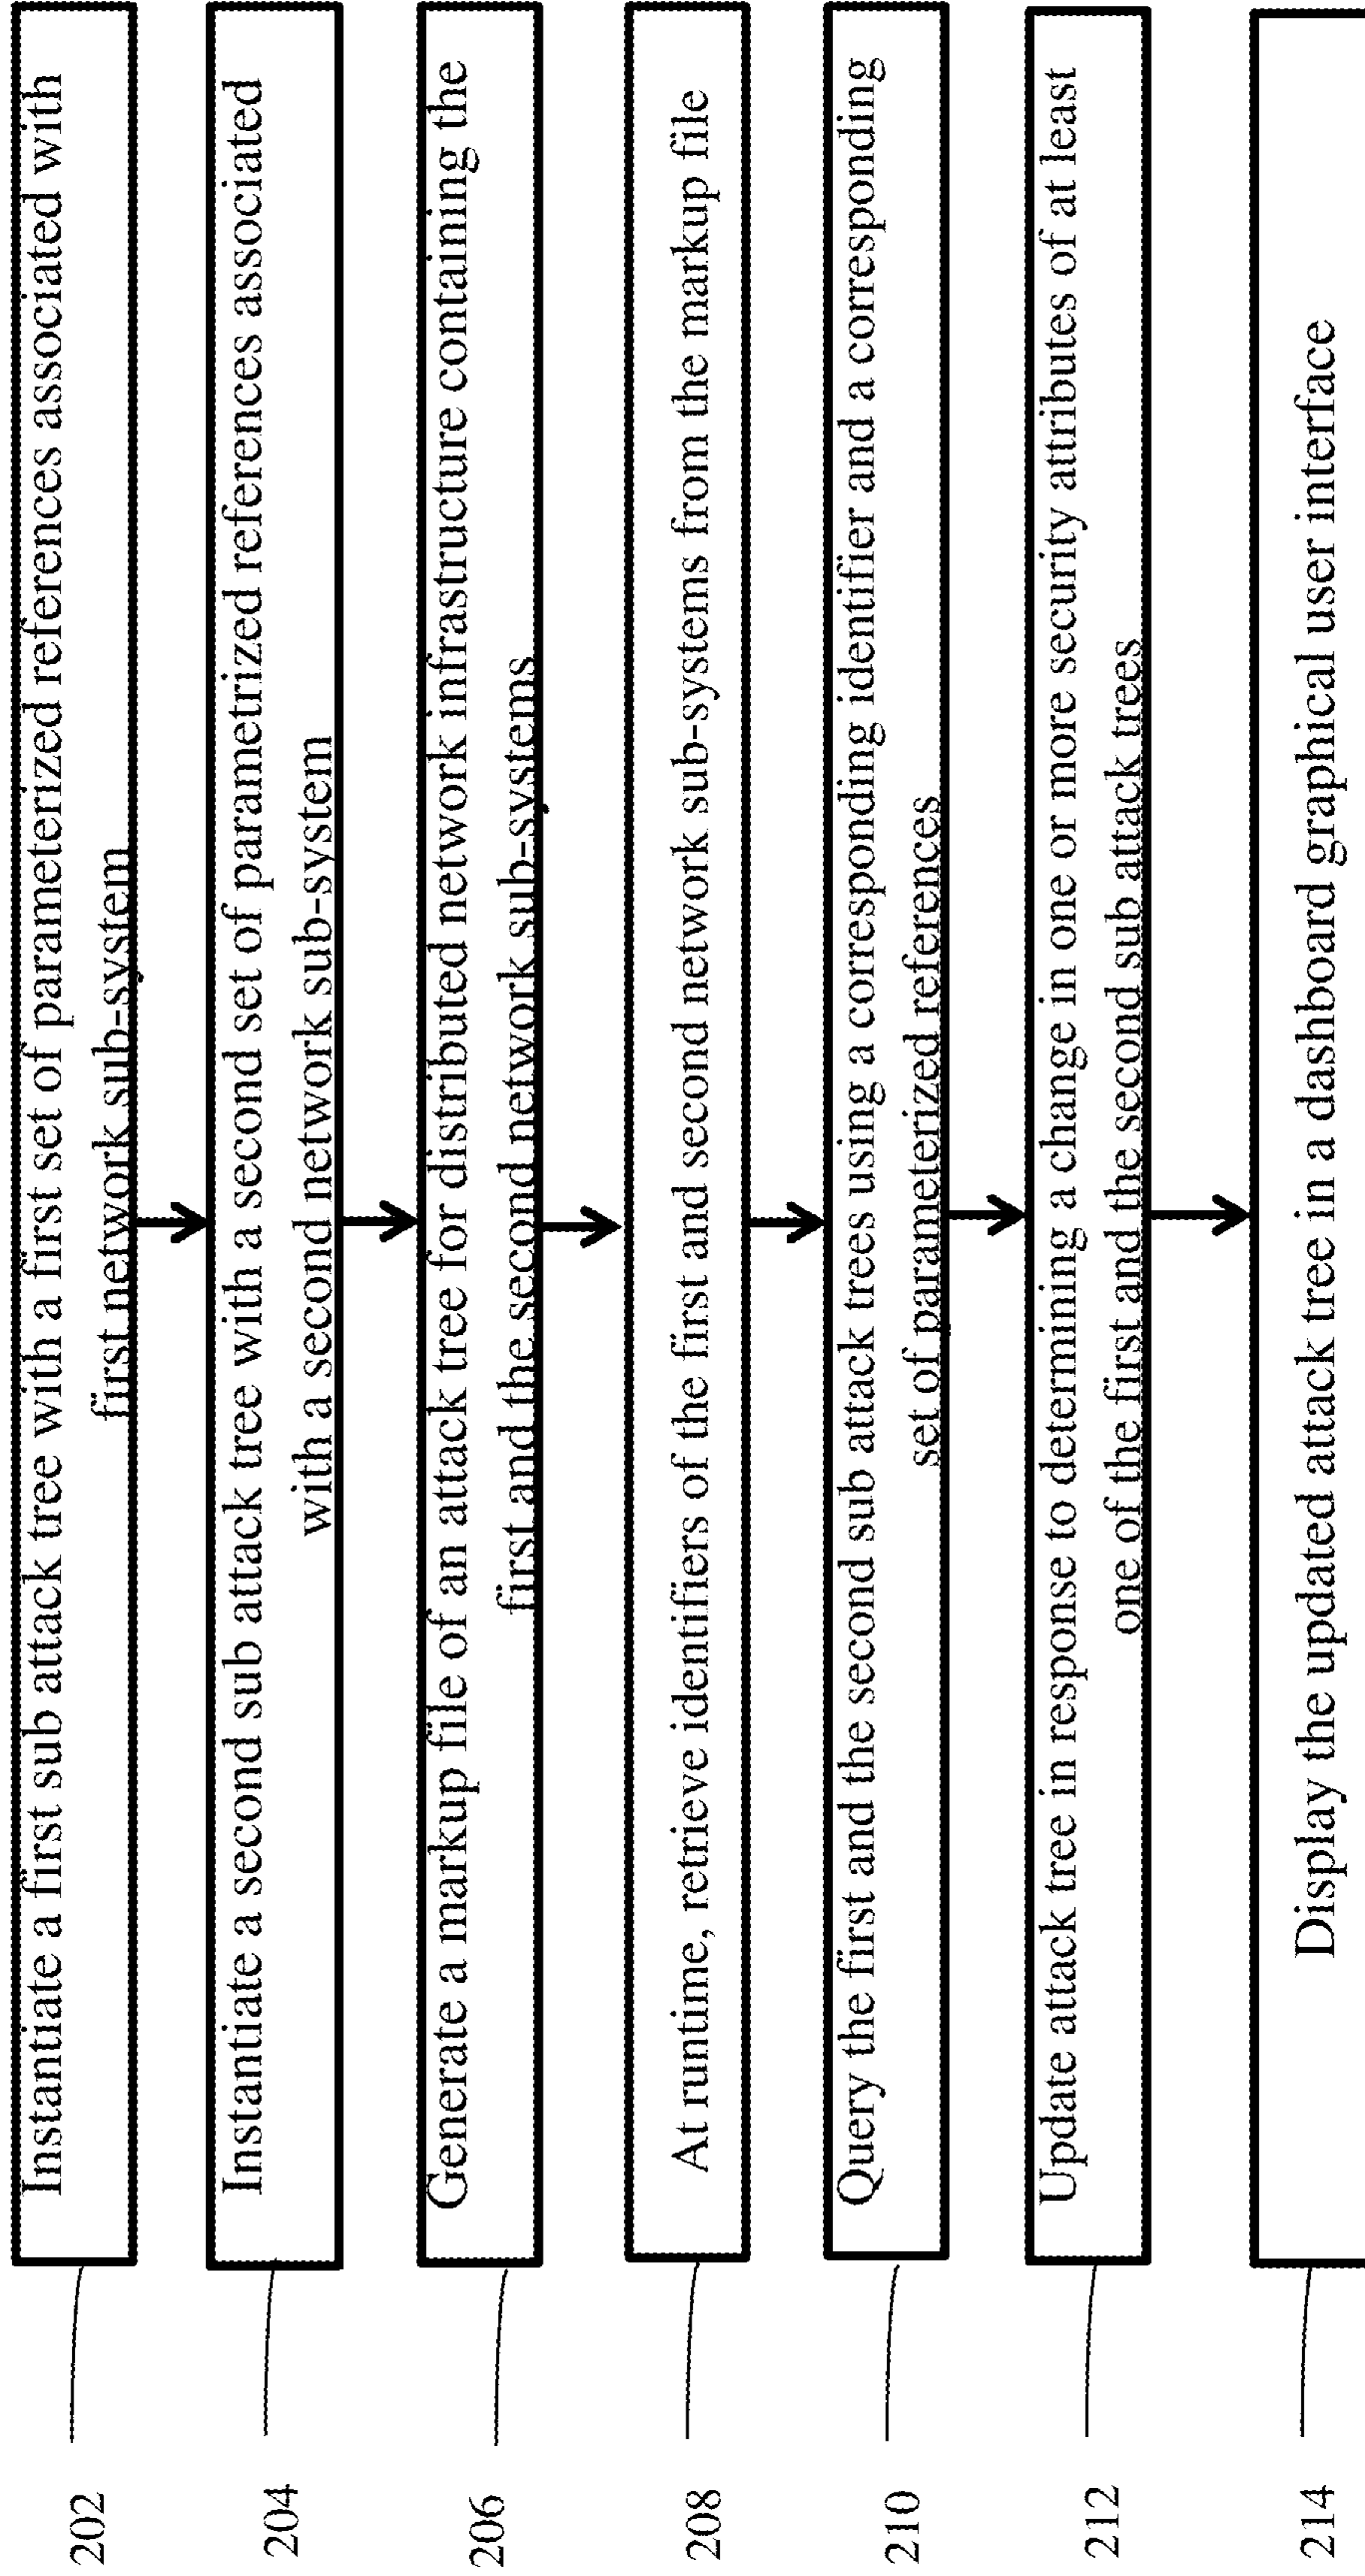 202
Instantiate a first sub attack tree with a first set of parameterized references associated with
first network sub-system
204
Instantiate a second sub attack tree with a second set of parametrized references associated
with a second network sub-system
206
Generate a markup file of an attack tree for distributed network infrastructure containing the
first and the second network sub-systems
208
At runtime, retrieve identifiers of the first and second network sub-systems from the markup file
210
Query the first and the second sub attack trees using a corresponding identifier and a corresponding
set of parameterized references
212
Update attack tree in response to determining a change in one or more security attributes of at least
one of the first and the second sub attack trees
214
Display the updated attack tree in a dashboard graphical user interface